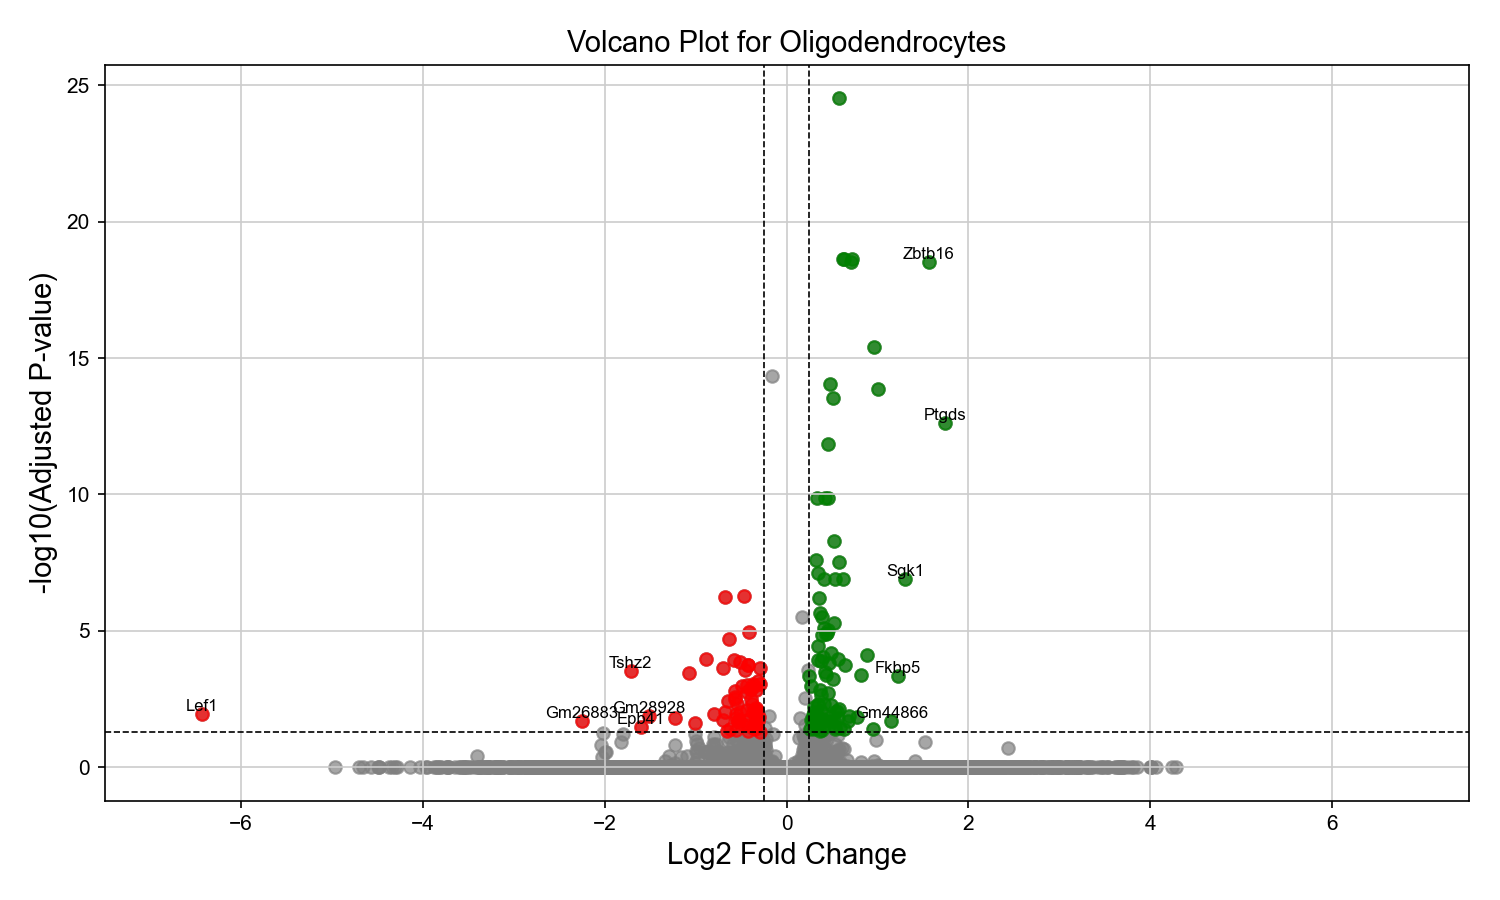 Volcano Plot for Oligodendrocytes
-log10(Adjusted P-value)
25
20
15
10
5
0
Zbtb16
Ptgds
Sgk1
Fkbp5
Gm44866
Tshz2
Lef1
Gm26883
Gm28928
Epb41
−6
−4
−2
0
2
4
6
Log2 Fold Change